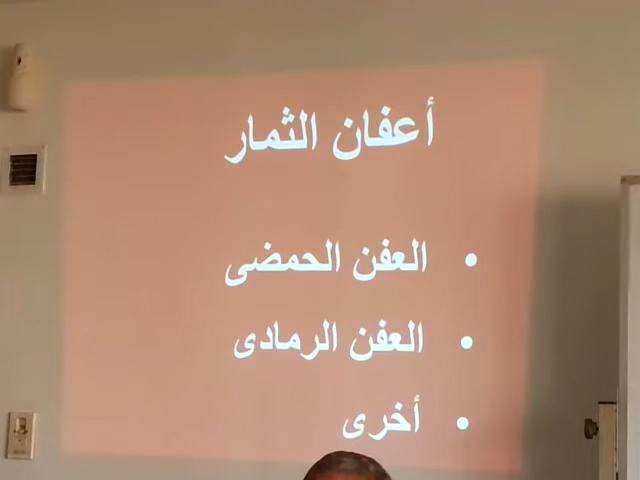 أعفان الثمار
• العفن الحمضى
• العفن الرمادى
• أخرى